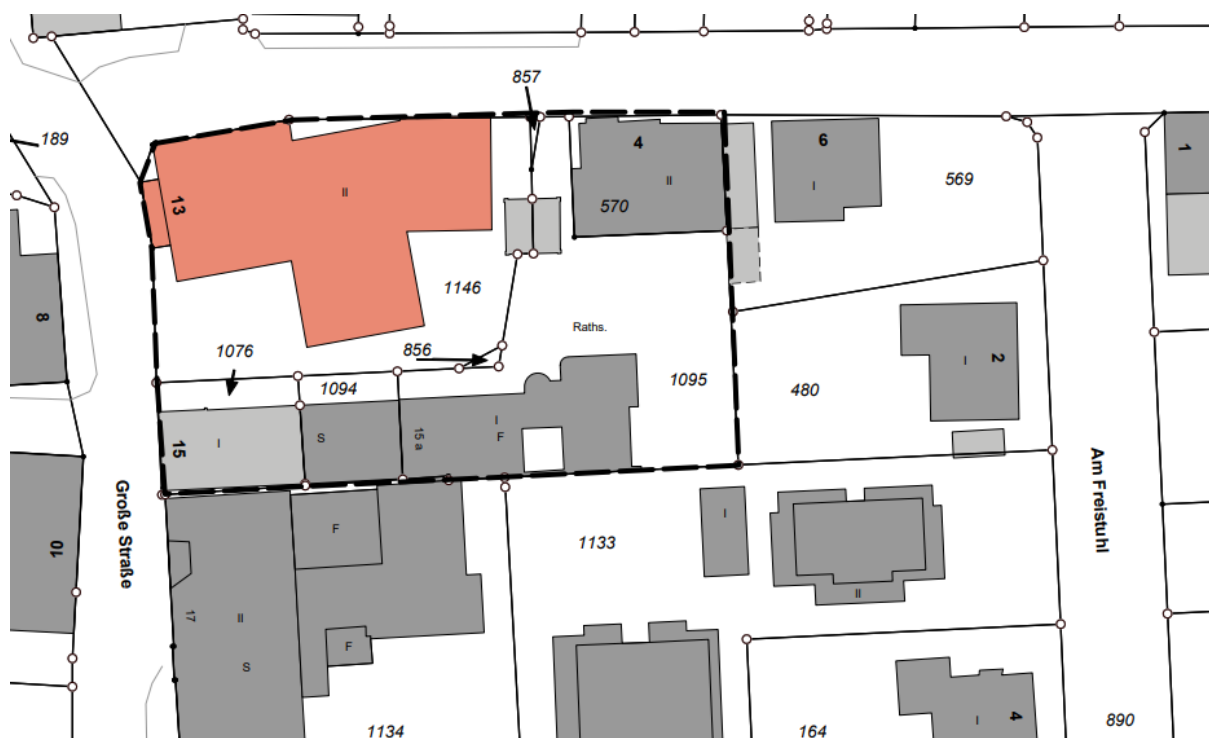 857
189
4
6
1
13
II
II
I
569
570
1146
8
Raths.
1076
856
1094
1095
480
I
2
15
I
S
15 a
I
F
Große Straße
Am Freistuhl
10
F
1133
I
17
II
II
F
S
1134
164
I
4
890